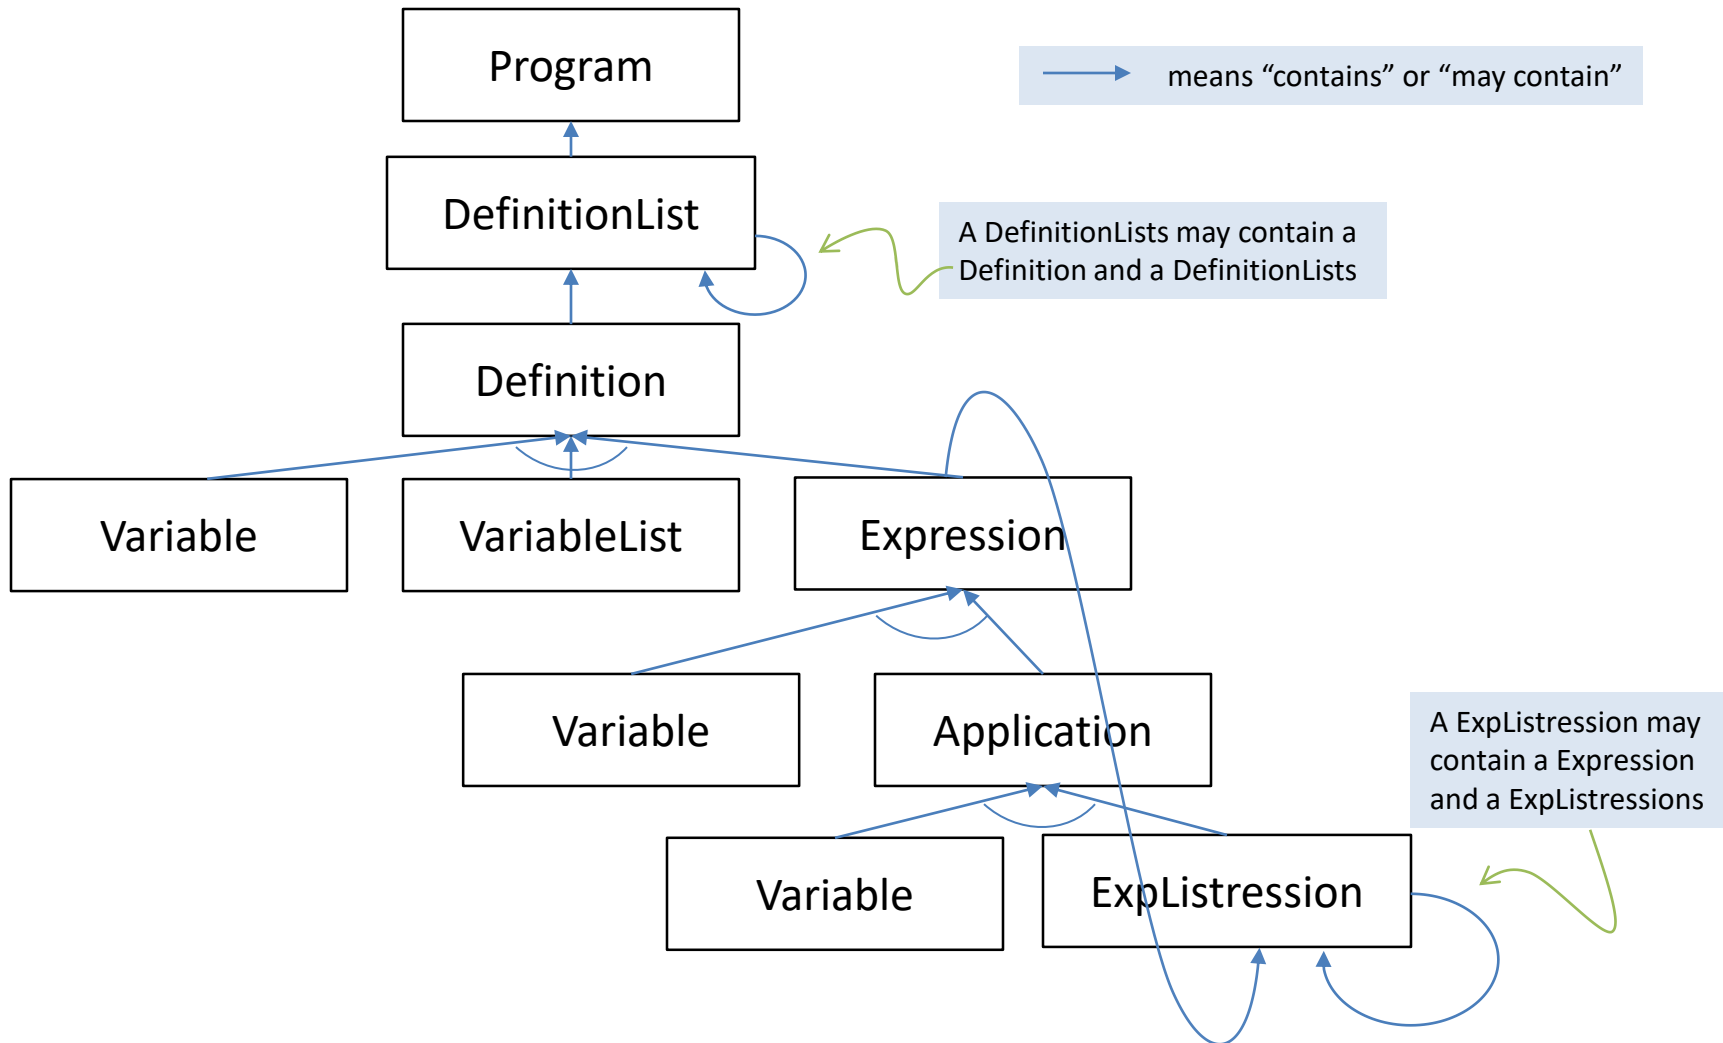 Program
means “contains” or “may contain”
DefinitionList
A DefinitionLists may contain a
Definition and a DefinitionLists
Definition
Variable
VariableList
Expression
Variable
Application
A ExpListression may
contain a Expression
and a ExpListressions
Variable
ExpListression